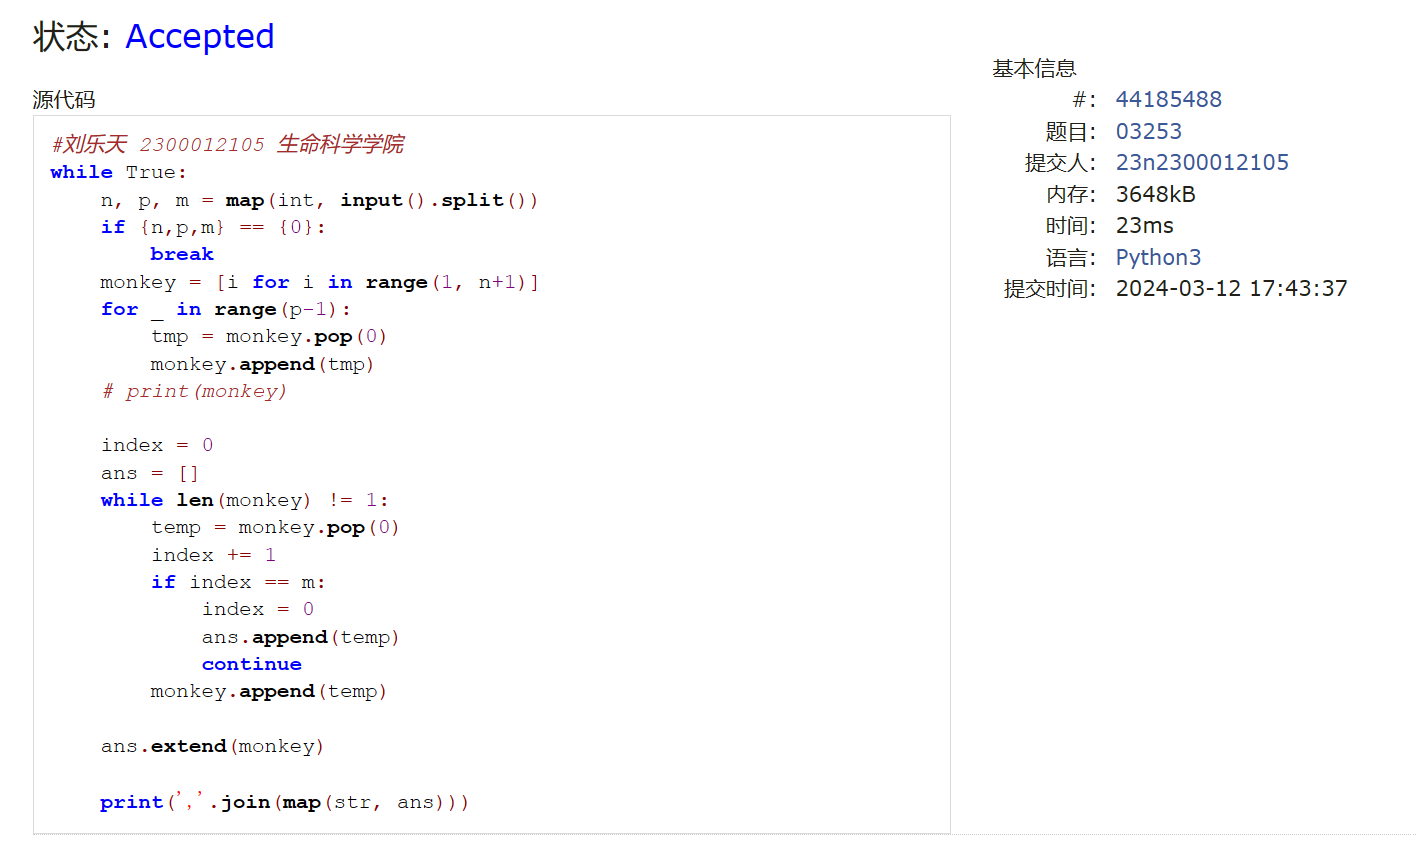 状态: Accepted
源代码
#刘乐天 2300012105 生命科学学院
while True:
    n, p, m = map(int, input().split())
    if {n,p,m} == {0}:
        break
    monkey = [i for i in range(1, n+1)]
    for _ in range(p-1):
        tmp = monkey.pop(0)
        monkey.append(tmp)
    # print(monkey)
    index = 0
    ans = []
    while len(monkey) != 1:
        temp = monkey.pop(0)
        index += 1
        if index == m:
            index = 0
            ans.append(temp)
            continue
        monkey.append(temp)
    ans.extend(monkey)
    print(','.join(map(str, ans)))
基本信息
#: 44185488
题目: 03253
提交人: 23n2300012105
内存: 3648kB
时间: 23ms
语言: Python3
提交时间: 2024-03-12 17:43:37